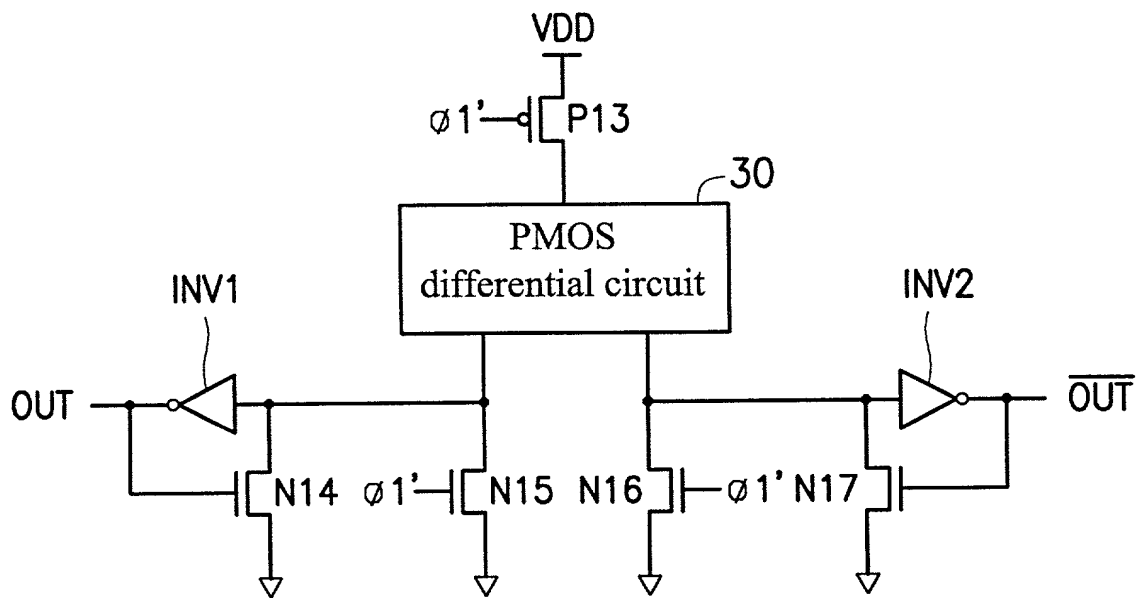 VDD
ø1' P13
30
PMOS
differential circuit
INV1
INV2
OUT
OUT
N14 ø1' N15 N16 ø1' N17